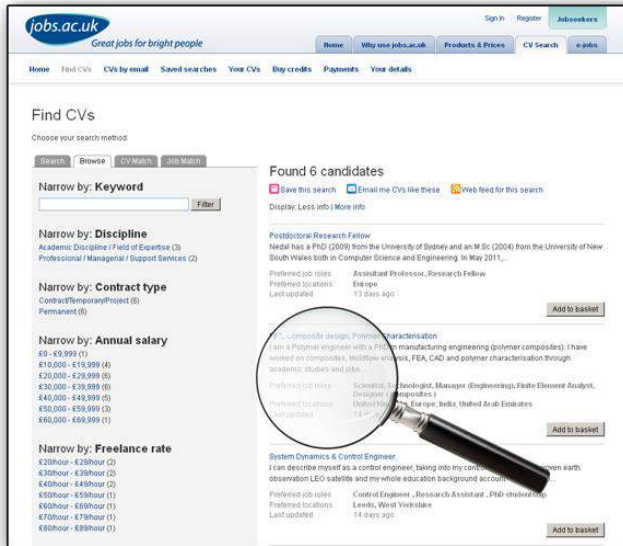 jobs.ac.uk
Great jobs for bright people
Sign in Register Jobseekers
Home Why use jobs.ac.uk Products & Prices CV Search e-jobs
Home Find CVs CVs by email Saved searches Your CVs Buy credits Payments Your details
Find CVs
Choose your search method.
Search Browse CV Match Job Match
Narrow by: Keyword
Filter
Narrow by: Discipline
Academic Discipline / Field of Expertise (3)
Professional / Managerial / Support Services (2)
Narrow by: Contract type
Contract/Temporary/Project (6)
Permanent (6)
Narrow by: Annual salary
£0 - £9,999 (1)
£10,000 - £19,999 (4)
£20,000 - £29,999 (6)
£30,000 - £39,999 (6)
£40,000 - £49,999 (5)
£50,000 - £59,999 (3)
£60,000 - £69,999 (1)
Narrow by: Freelance rate
£20/hour - £29/hour (2)
£30/hour - £39/hour (2)
£40/hour - £49/hour (2)
£50/hour - £59/hour (1)
£60/hour - £69/hour (1)
£70/hour - £79/hour (1)
£80/hour - £89/hour (1)
Found 6 candidates
Save this search Email me CVs like these Web feed for this search
Display: Less info | More info
Postdoctoral Research Fellow
Nedal has a PhD (2009) from the University of Sydney and an M.Sc (2004) from the University of New
South Wales both in Computer Science and Engineering. In May 2011,...
Preferred job roles Assisitant Professor, Research Fellow
Preferred locations Europe
Last updated 13 days ago
Add to basket
Composite design, Polymer Characterisation
I am a Polymer engineer with a PhD in manufacturing engineering (polymer composites). I have
worked on composites, Moldflow analysis, FEA, CAD and polymer characterisation through
academic studies and jobs...
Preferred job roles Scientist, Technologist, Manager (Engineering), Finite Element Analyst,
Designer (composites)
Preferred locations United Kingdom, Europe, India, United Arab Emirates
Last updated 14
Add to basket
System Dynamics & Control Engineer
I can describe myself as a control engineer, taking into my earth
observation LEO satellite and my whole education background account
Preferred job roles Control Engineer, Research Assistant, PhD studentship
Preferred locations Leeds, West Yorkshire
Last updated 14 days ago
Add to basket